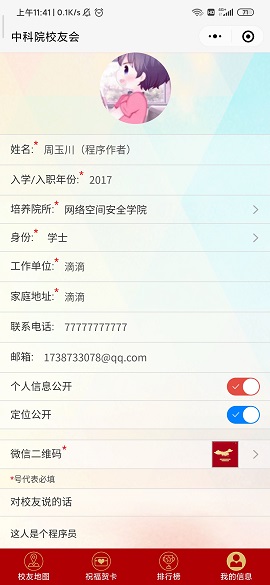 上午11:41 | 0.1K/s
71
中科院校友会
姓名:* 周玉川（程序作者）
入学/入职年份:* 2017
培养院所:* 网络空间安全学院
身份:* 学士
工作单位:* 滴滴
家庭地址:* 滴滴
联系电话: 77777777777
邮箱: 1738733078@qq.com
个人信息公开
定位公开
微信二维码*
*号代表必填
对校友说的话
这人是个程序员
校友地图 祝福贺卡 排行榜 我的信息